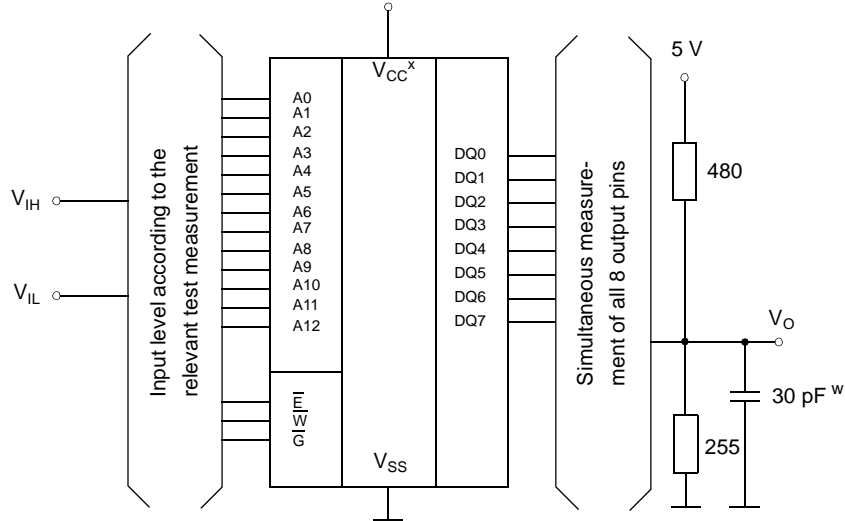 V_IH
V_IL
Input level according to the
relevant test measurement
V_CC^x
A0
A1
A2
A3
A4
A5
A6
A7
A8
A9
A10
A11
A12
E̅
W̅
G̅
V_SS
DQ0
DQ1
DQ2
DQ3
DQ4
DQ5
DQ6
DQ7
Simultaneous measure-
ment of all 8 output pins
5 V
480
V_O
30 pF ^w
255